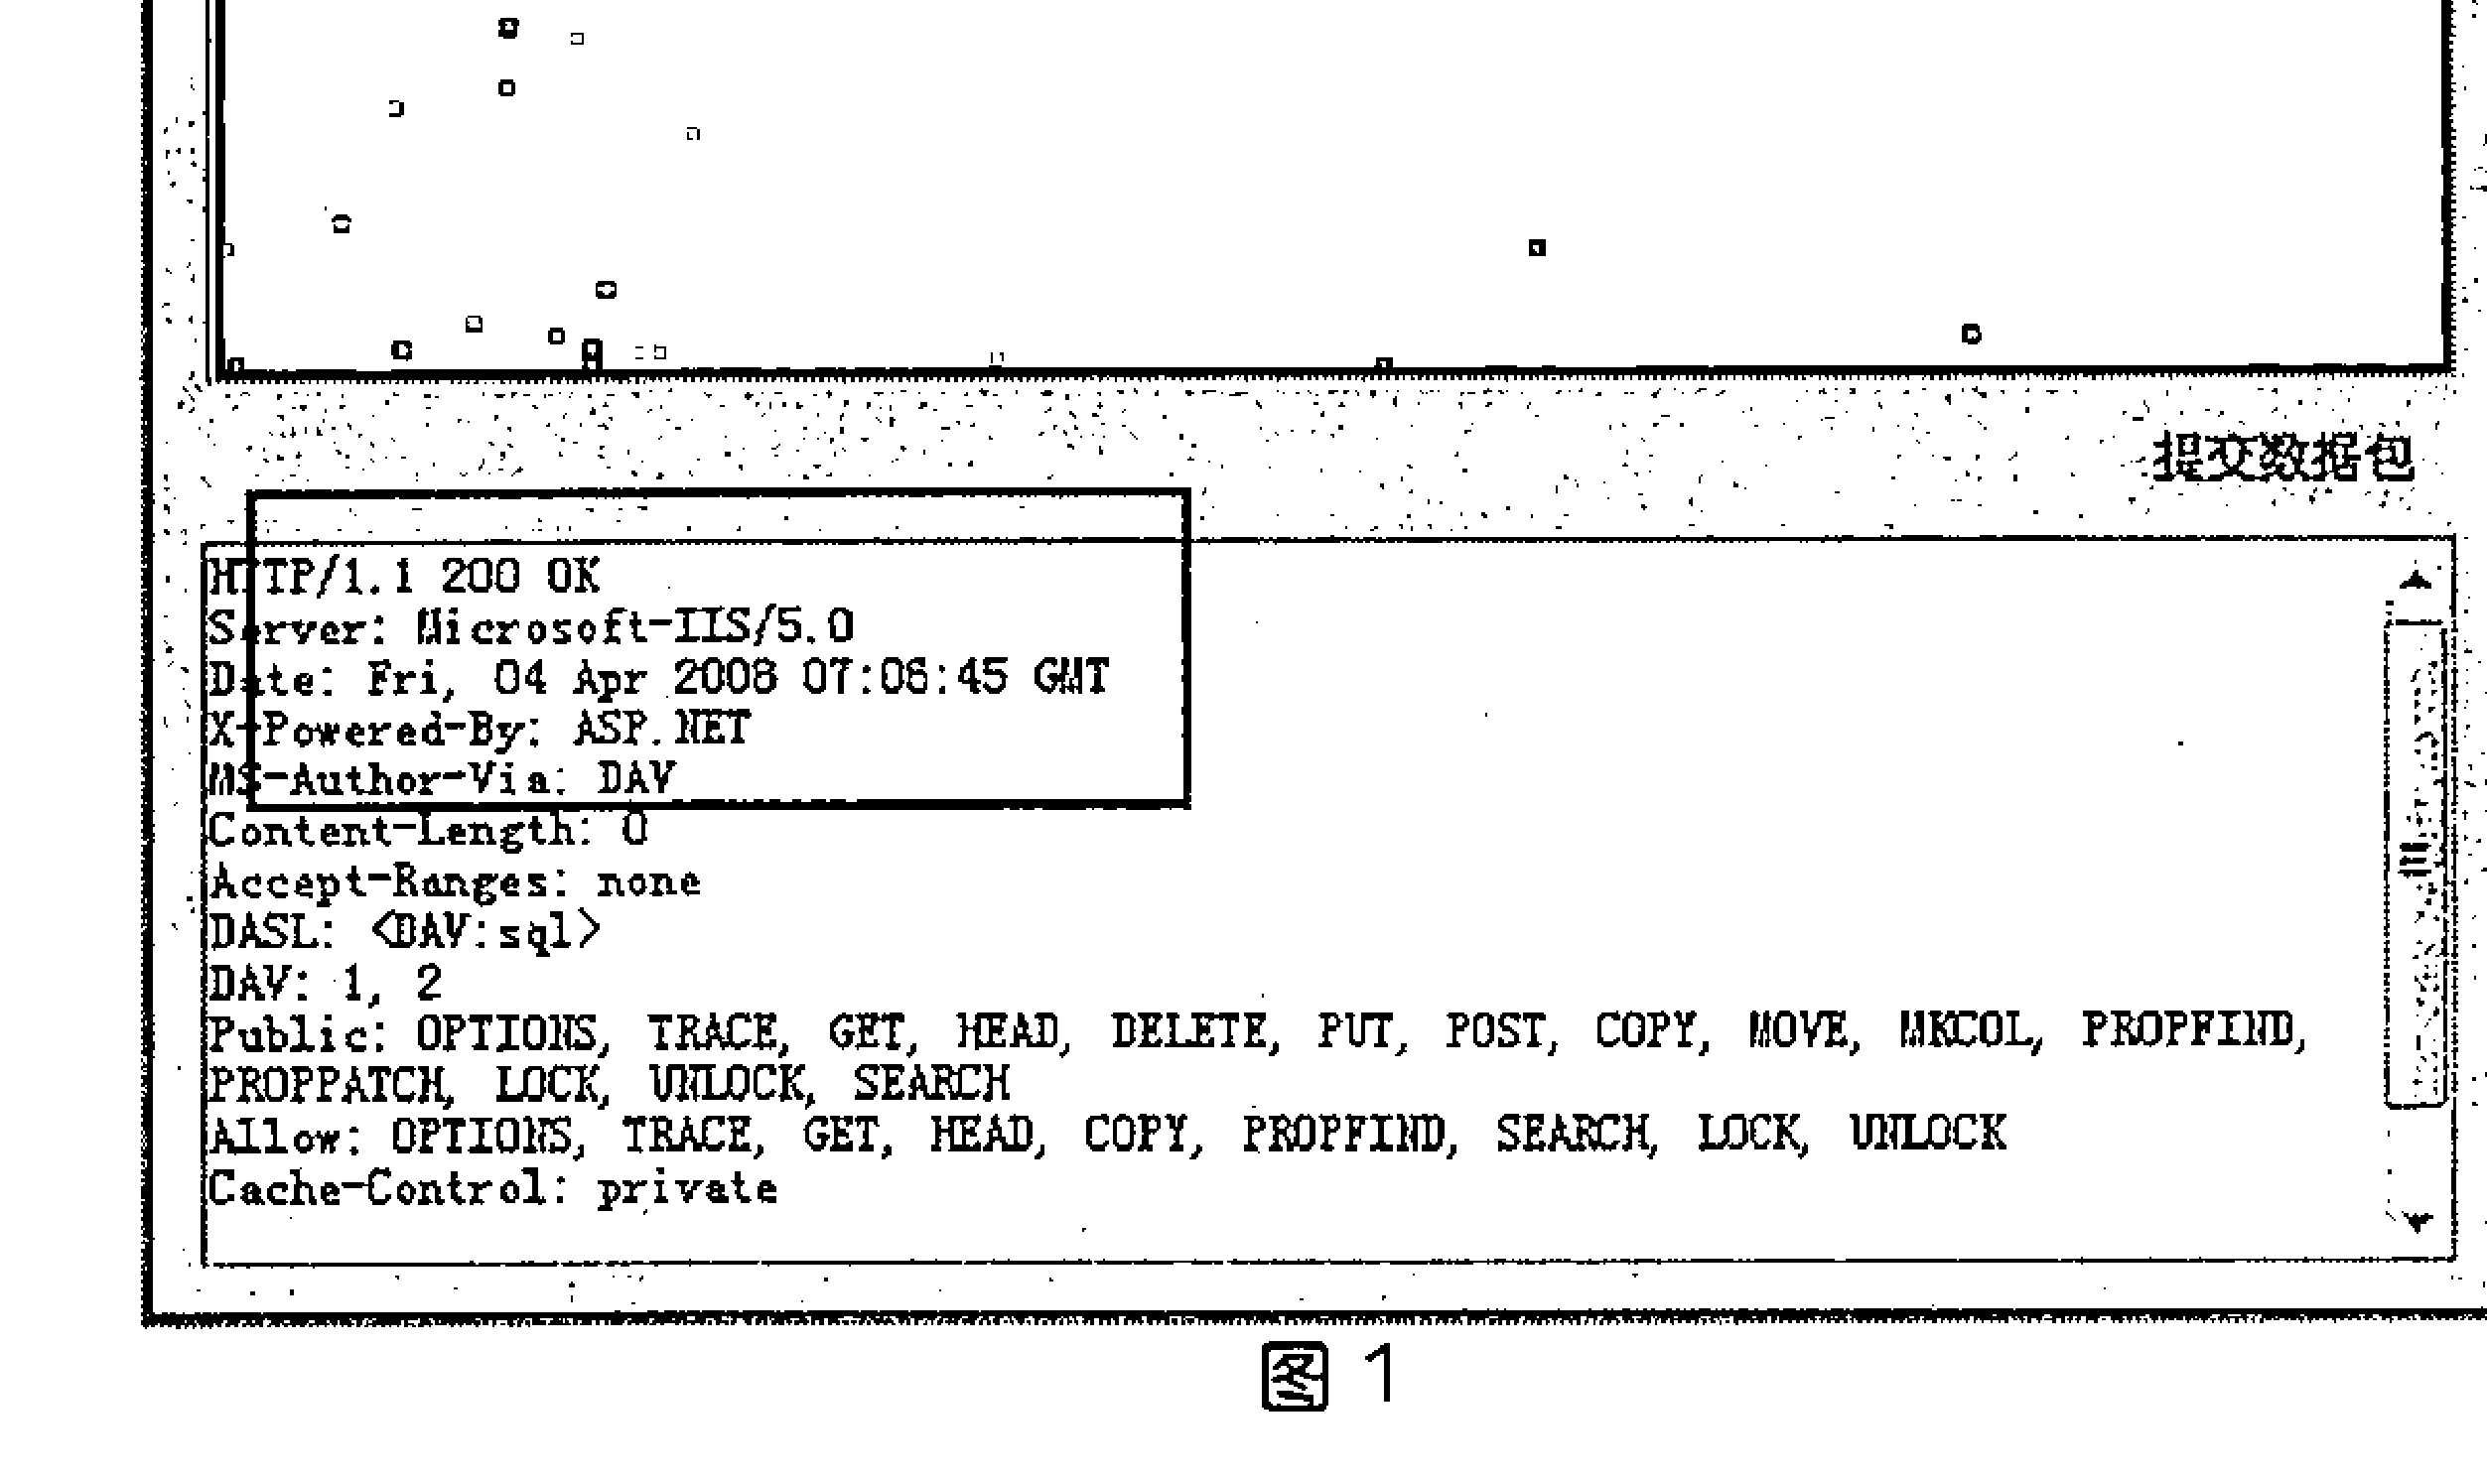 提交数据包
HTTP/1.1 200 OK
Server: Microsoft-IIS/5.0
Date: Fri, 04 Apr 2008 07:06:45 GMT
X-Powered-By: ASP.NET
MS-Author-Via: DAV
Content-Length: 0
Accept-Ranges: none
DASL: <DAV:sql>
DAV: 1, 2
Public: OPTIONS, TRACE, GET, HEAD, DELETE, PUT, POST, COPY, MOVE, MKCOL, PROPFIND,
PROPPATCH, LOCK, UNLOCK, SEARCH
Allow: OPTIONS, TRACE, GET, HEAD, COPY, PROPFIND, SEARCH, LOCK, UNLOCK
Cache-Control: private
图 1